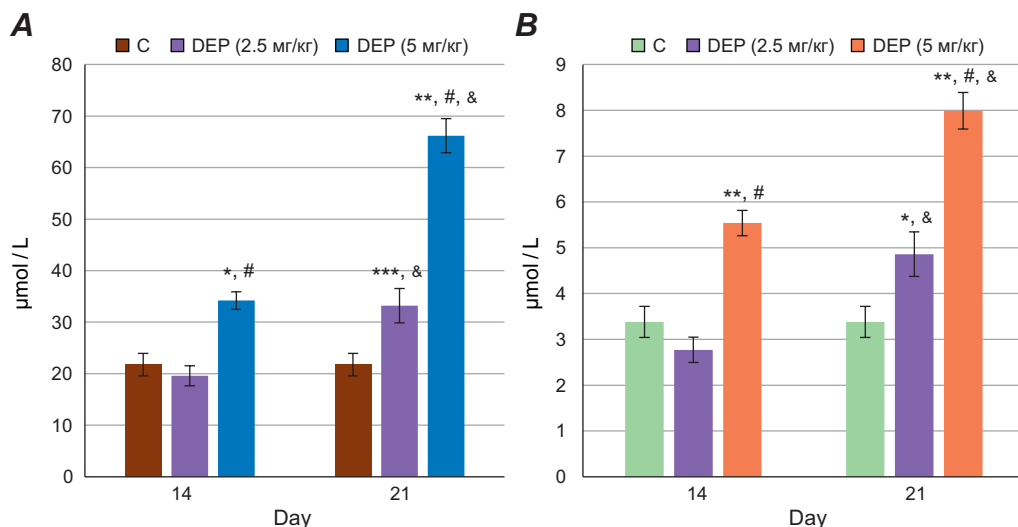 A
C DEP (2.5 мг/кг) DEP (5 мг/кг)
80
70
60
50
40
30
20
10
0
µmol / L
*, #
***, &
**, #, &
14 21
Day
B
C DEP (2.5 мг/кг) DEP (5 мг/кг)
9
8
7
6
5
4
3
2
1
0
µmol / L
**, #
*, &
**, #, &
14 21
Day